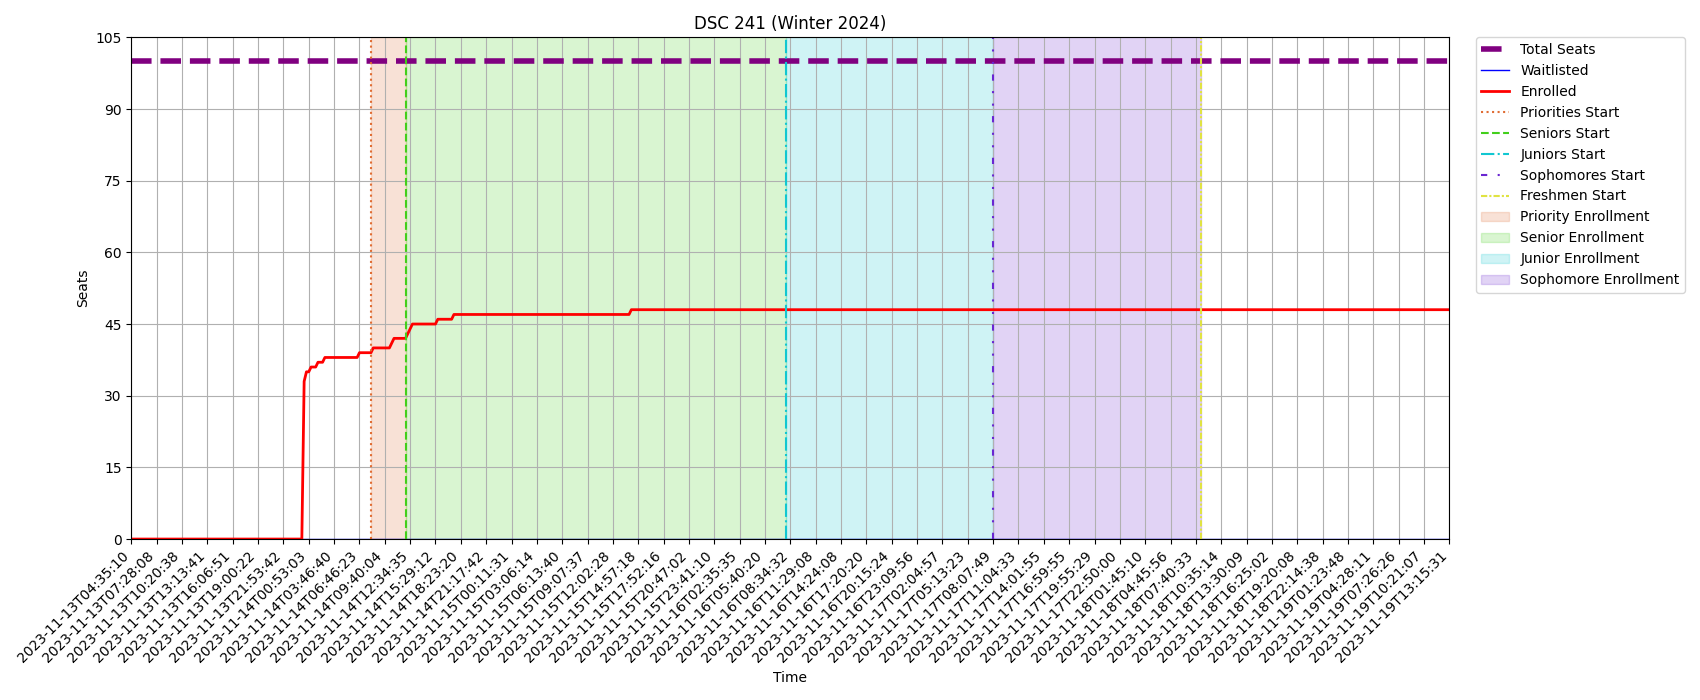 DSC 241 (Winter 2024)
105
90
75
60
45
30
15
0
Seats
2023-11-13T04:35:10
2023-11-13T07:28:08
2023-11-13T10:20:38
2023-11-13T13:13:41
2023-11-13T16:06:51
2023-11-13T19:00:22
2023-11-13T21:53:42
2023-11-14T00:53:03
2023-11-14T03:46:40
2023-11-14T06:46:23
2023-11-14T09:40:04
2023-11-14T12:34:35
2023-11-14T15:29:12
2023-11-14T18:23:20
2023-11-14T21:17:42
2023-11-15T00:11:31
2023-11-15T03:06:14
2023-11-15T06:13:40
2023-11-15T09:07:37
2023-11-15T12:02:28
2023-11-15T14:57:18
2023-11-15T17:52:16
2023-11-15T20:47:02
2023-11-15T23:41:10
2023-11-16T02:35:35
2023-11-16T05:40:20
2023-11-16T08:34:32
2023-11-16T11:29:08
2023-11-16T14:24:08
2023-11-16T17:20:20
2023-11-16T20:15:24
2023-11-16T23:09:56
2023-11-17T02:04:57
2023-11-17T05:13:23
2023-11-17T08:07:49
2023-11-17T11:04:33
2023-11-17T14:01:55
2023-11-17T16:59:55
2023-11-17T19:55:29
2023-11-17T22:50:00
2023-11-18T01:45:10
2023-11-18T04:45:56
2023-11-18T07:40:33
2023-11-18T10:35:14
2023-11-18T13:30:09
2023-11-18T16:25:02
2023-11-18T19:20:08
2023-11-18T22:14:38
2023-11-19T01:23:48
2023-11-19T04:28:11
2023-11-19T07:26:26
2023-11-19T10:21:07
2023-11-19T13:15:31
Time
Total Seats
Waitlisted
Enrolled
Priorities Start
Seniors Start
Juniors Start
Sophomores Start
Freshmen Start
Priority Enrollment
Senior Enrollment
Junior Enrollment
Sophomore Enrollment